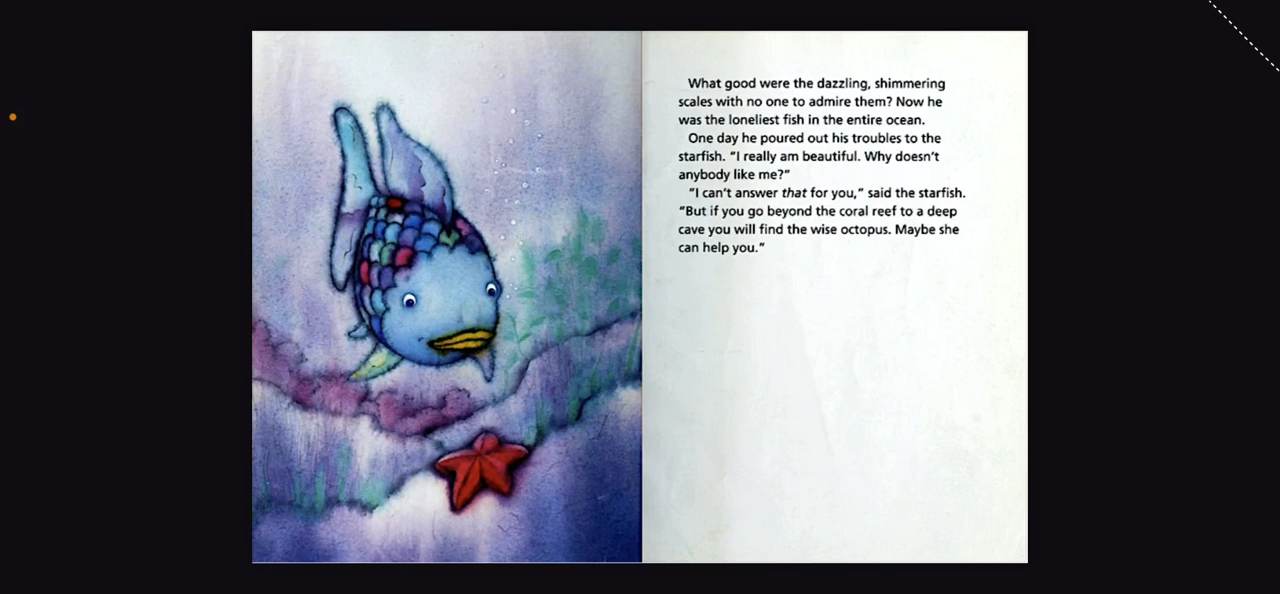 What good were the dazzling, shimmering
scales with no one to admire them? Now he
was the loneliest fish in the entire ocean.
One day he poured out his troubles to the
starfish. “I really am beautiful. Why doesn’t
anybody like me?”
“I can’t answer that for you,” said the starfish.
“But if you go beyond the coral reef to a deep
cave you will find the wise octopus. Maybe she
can help you.”